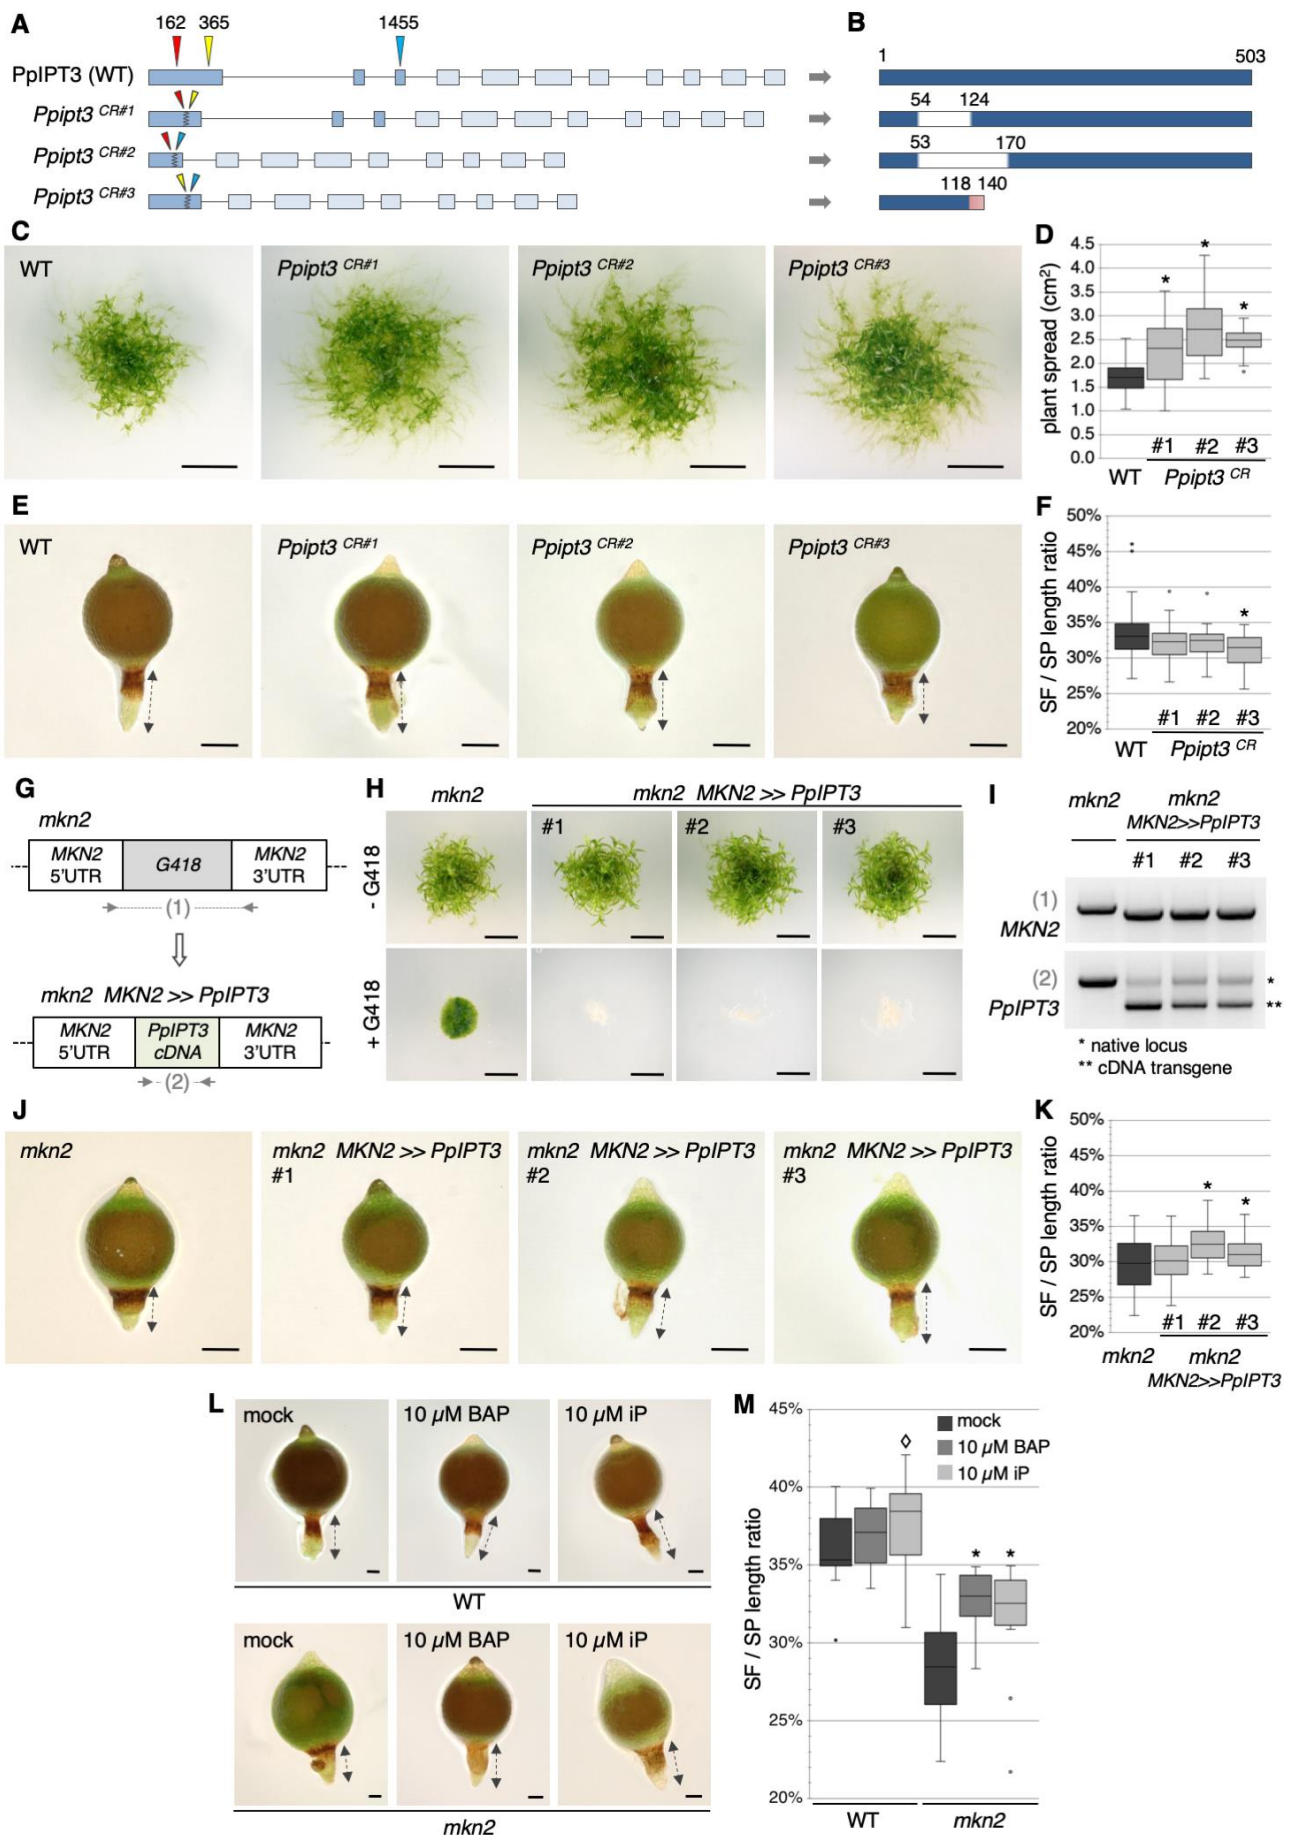 A
162 365 1455
PpIPT3 (WT)
Ppipt3 CR#1
Ppipt3 CR#2
Ppipt3 CR#3
B
1 503
54 124
53 170
118 140
C
WT
Ppipt3 CR#1
Ppipt3 CR#2
Ppipt3 CR#3
D
plant spread (cm2)
4.5
4.0
3.5
3.0
2.5
2.0
1.5
1.0
0.5
0.0
*
*
*
#1 #2 #3
WT Ppipt3 CR
E
WT
Ppipt3 CR#1
Ppipt3 CR#2
Ppipt3 CR#3
F
SF / SP length ratio
50%
45%
40%
35%
30%
25%
20%
*
#1 #2 #3
WT Ppipt3 CR
G
mkn2
MKN2
5'UTR
G418
MKN2
3'UTR
(1)
mkn2 MKN2 >> PpIPT3
MKN2
5'UTR
PpIPT3
cDNA
MKN2
3'UTR
(2)
H
mkn2
mkn2 MKN2 >> PpIPT3
#1 #2 #3
- G418
+ G418
I
mkn2
mkn2
MKN2>>PpIPT3
#1 #2 #3
(1)
MKN2
(2)
PpIPT3
*
**
* native locus
** cDNA transgene
J
mkn2
mkn2 MKN2 >> PpIPT3
#1
mkn2 MKN2 >> PpIPT3
#2
mkn2 MKN2 >> PpIPT3
#3
K
SF / SP length ratio
50%
45%
40%
35%
30%
25%
20%
*
*
#1 #2 #3
mkn2
mkn2
MKN2>>PpIPT3
L
mock
10 µM BAP
10 µM iP
WT
mock
10 µM BAP
10 µM iP
mkn2
M
SF / SP length ratio
45%
40%
35%
30%
25%
20%
mock
10 µM BAP
10 µM iP
◊
* *
WT mkn2